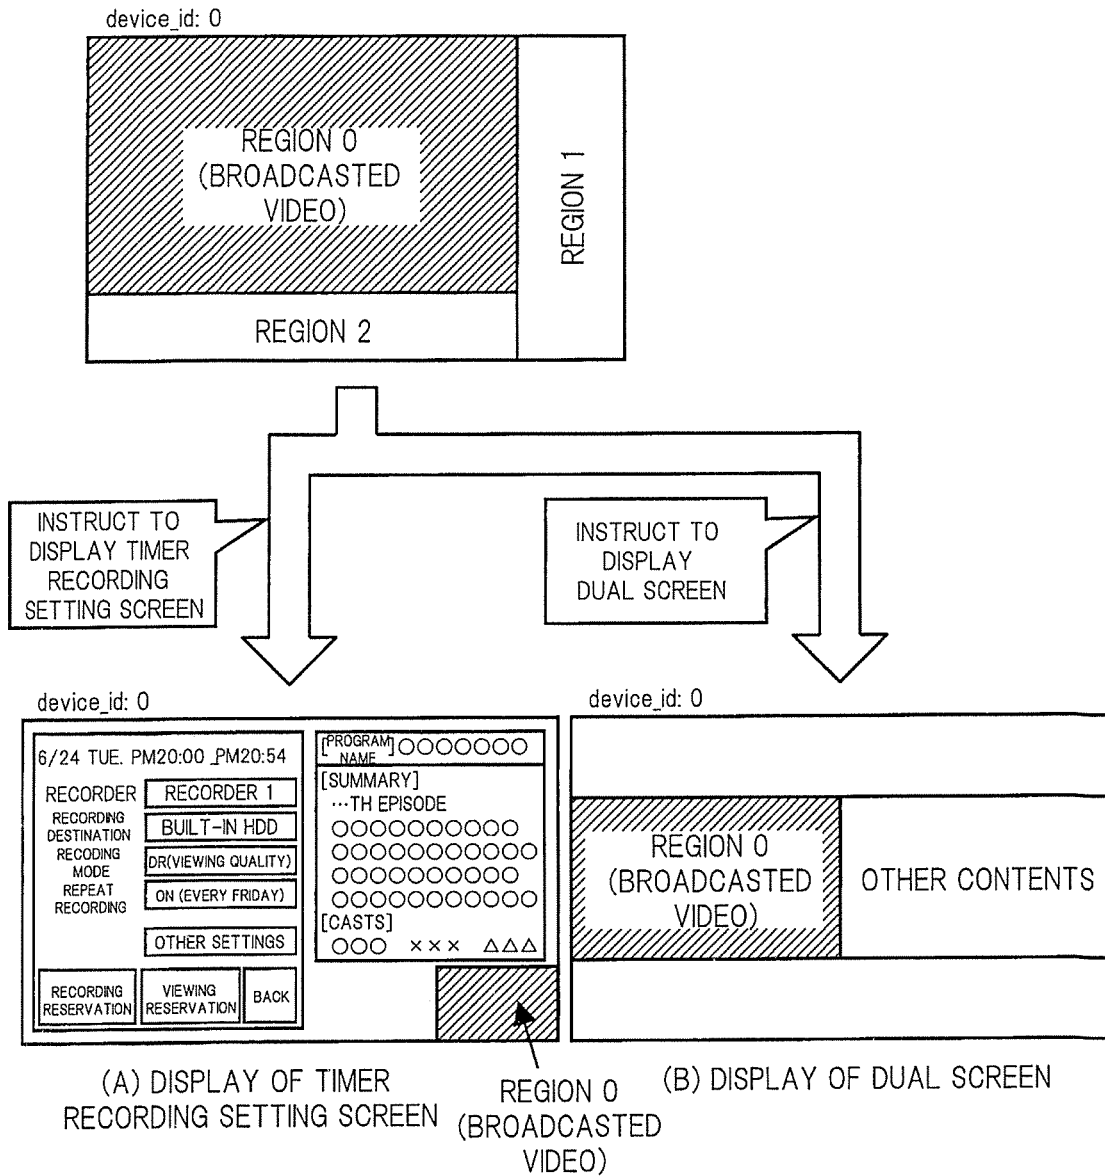 device_id: 0
REGION 0
(BROADCASTED
VIDEO)
REGION 1
REGION 2
INSTRUCT TO
DISPLAY TIMER
RECORDING
SETTING SCREEN
INSTRUCT TO
DISPLAY
DUAL SCREEN
device_id: 0
6/24 TUE. PM20:00 _PM20:54
RECORDER
RECORDER 1
RECORDING
DESTINATION
BUILT-IN HDD
RECODING
MODE
DR(VIEWING QUALITY)
REPEAT
RECORDING
ON (EVERY FRIDAY)
OTHER SETTINGS
RECORDING
RESERVATION
VIEWING
RESERVATION
BACK
[PROGRAM
NAME] ○○○○○○○
[SUMMARY]
…TH EPISODE
○○○○○○○○○○
○○○○○○○○○○○
○○○○○○○○○○
○○○○○○○○○○○
[CASTS]
○○○ ××× △△△
device_id: 0
REGION 0
(BROADCASTED
VIDEO)
OTHER CONTENTS
(A) DISPLAY OF TIMER
RECORDING SETTING SCREEN
REGION 0
(BROADCASTED
VIDEO)
(B) DISPLAY OF DUAL SCREEN